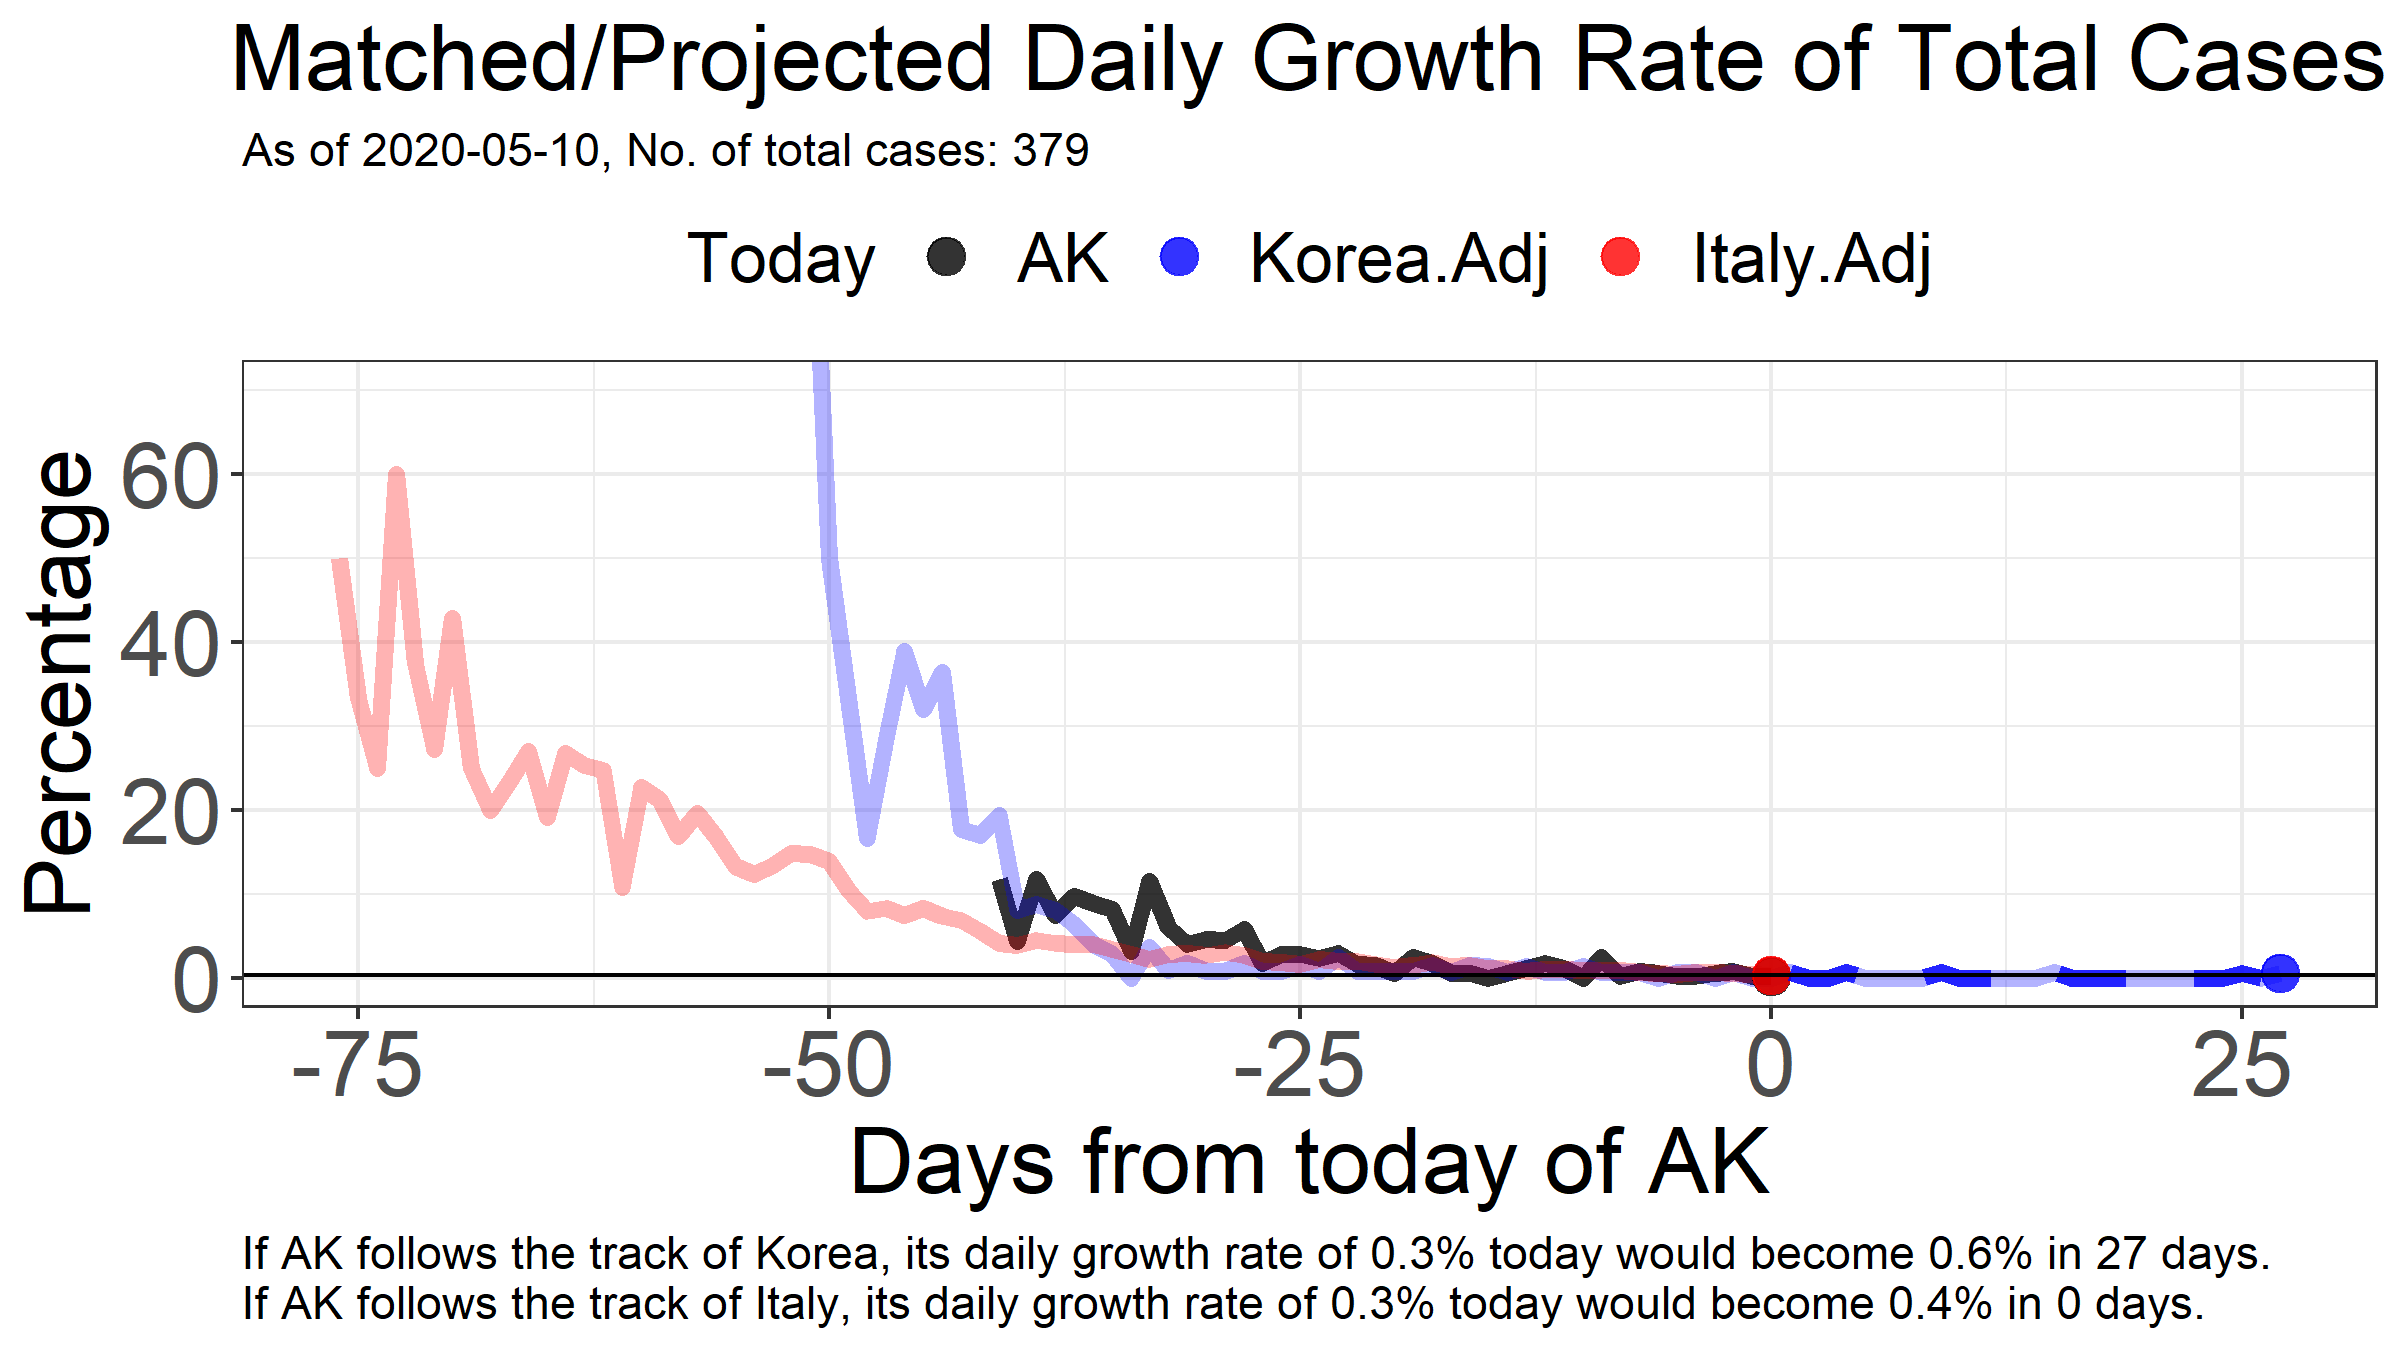 Matched/Projected Daily Growth Rate of Total Cases
As of 2020-05-10, No. of total cases: 379
Today AK Korea.Adj Italy.Adj
Percentage
60
40
20
0
-75 -50 -25 0 25
Days from today of AK
If AK follows the track of Korea, its daily growth rate of 0.3% today would become 0.6% in 27 days.
If AK follows the track of Italy, its daily growth rate of 0.3% today would become 0.4% in 0 days.